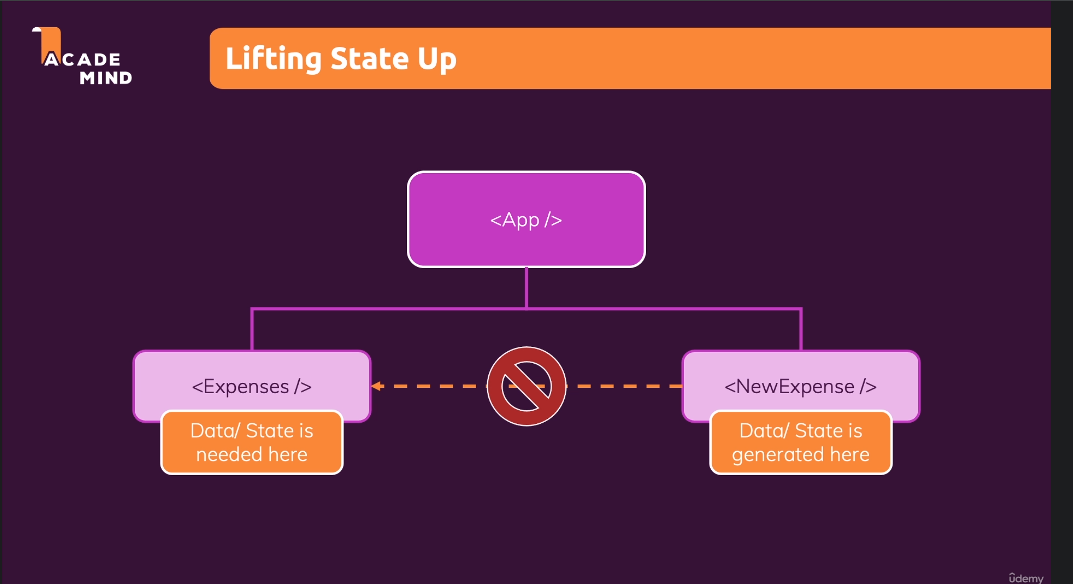 ACADE
MIND
Lifting State Up
<App />
<Expenses />
<NewExpense />
Data/ State is
needed here
Data/ State is
generated here
ûdemy